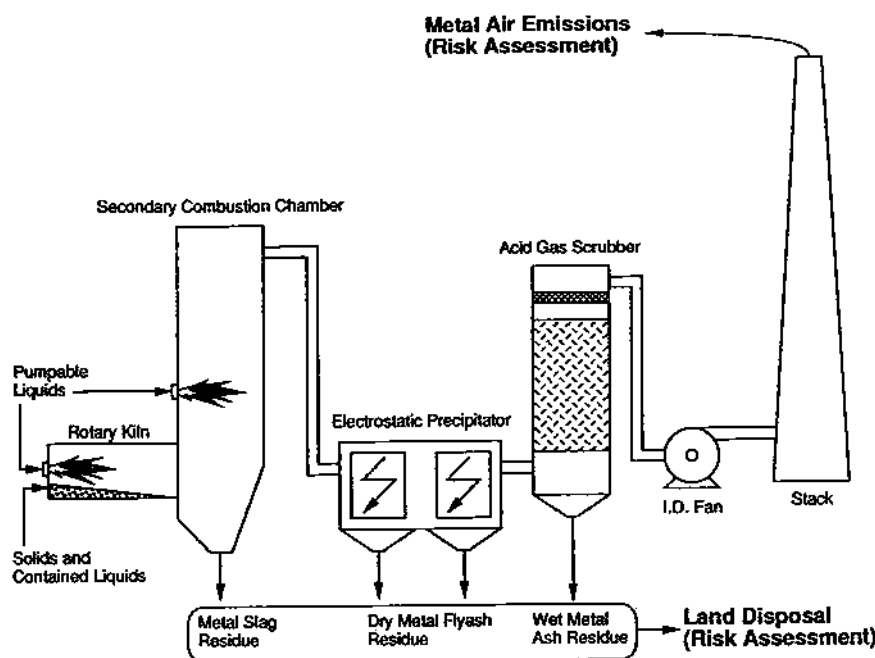 Metal Air Emissions
(Risk Assessment)
Secondary Combustion Chamber
Acid Gas Scrubber
Pumpable
Liquids
Rotary Kiln
Electrostatic Precipitator
Solids and
Contained Liquids
I.D. Fan
Stack
Metal Slag
Residue
Dry Metal Flyash
Residue
Wet Metal
Ash Residue
Land Disposal
(Risk Assessment)